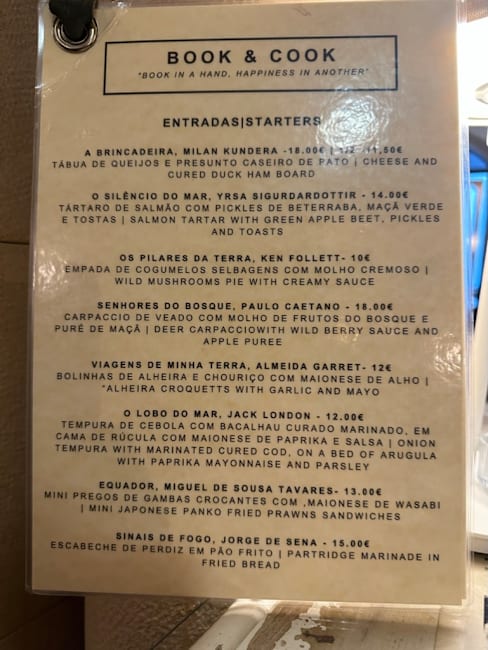 BOOK & COOK
"BOOK IN A HAND, HAPPINESS IN ANOTHER"
ENTRADAS|STARTERS
A BRINCADEIRA, MILAN KUNDERA -18.00€ | 1/2 -11,50€
TÁBUA DE QUEIJOS E PRESUNTO CASEIRO DE PATO | CHEESE AND
CURED DUCK HAM BOARD
O SILÊNCIO DO MAR, YRSA SIGURDARDOTTIR - 14.00€
TÁRTARO DE SALMÃO COM PICKLES DE BETERRABA, MAÇÃ VERDE
E TOSTAS | SALMON TARTAR WITH GREEN APPLE BEET, PICKLES
AND TOASTS
OS PILARES DA TERRA, KEN FOLLETT- 10€
EMPADA DE COGUMELOS SELBAGENS COM MOLHO CREMOSO |
WILD MUSHROOMS PIE WITH CREAMY SAUCE
SENHORES DO BOSQUE, PAULO CAETANO - 18.00€
CARPACCIO DE VEADO COM MOLHO DE FRUTOS DO BOSQUE E
PURÉ DE MAÇÃ | DEER CARPACCIOWITH WILD BERRY SAUCE AND
APPLE PUREE
VIAGENS DE MINHA TERRA, ALMEIDA GARRET- 12€
BOLINHAS DE ALHEIRA E CHOURIÇO COM MAIONESE DE ALHO |
*ALHEIRA CROQUETTS WITH GARLIC AND MAYO
O LOBO DO MAR, JACK LONDON - 12.00€
TEMPURA DE CEBOLA COM BACALHAU CURADO MARINADO, EM
CAMA DE RÚCULA COM MAIONESE DE PAPRIKA E SALSA | ONION
TEMPURA WITH MARINATED CURED COD, ON A BED OF ARUGULA
WITH PAPRIKA MAYONNAISE AND PARSLEY
EQUADOR, MIGUEL DE SOUSA TAVARES- 13.00€
MINI PREGOS DE GAMBAS CROCANTES COM ,MAIONESE DE WASABI
| MINI JAPONESE PANKO FRIED PRAWNS SANDWICHES
SINAIS DE FOGO, JORGE DE SENA - 15.00€
ESCABECHE DE PERDIZ EM PÃO FRITO | PARTRIDGE MARINADE IN
FRIED BREAD